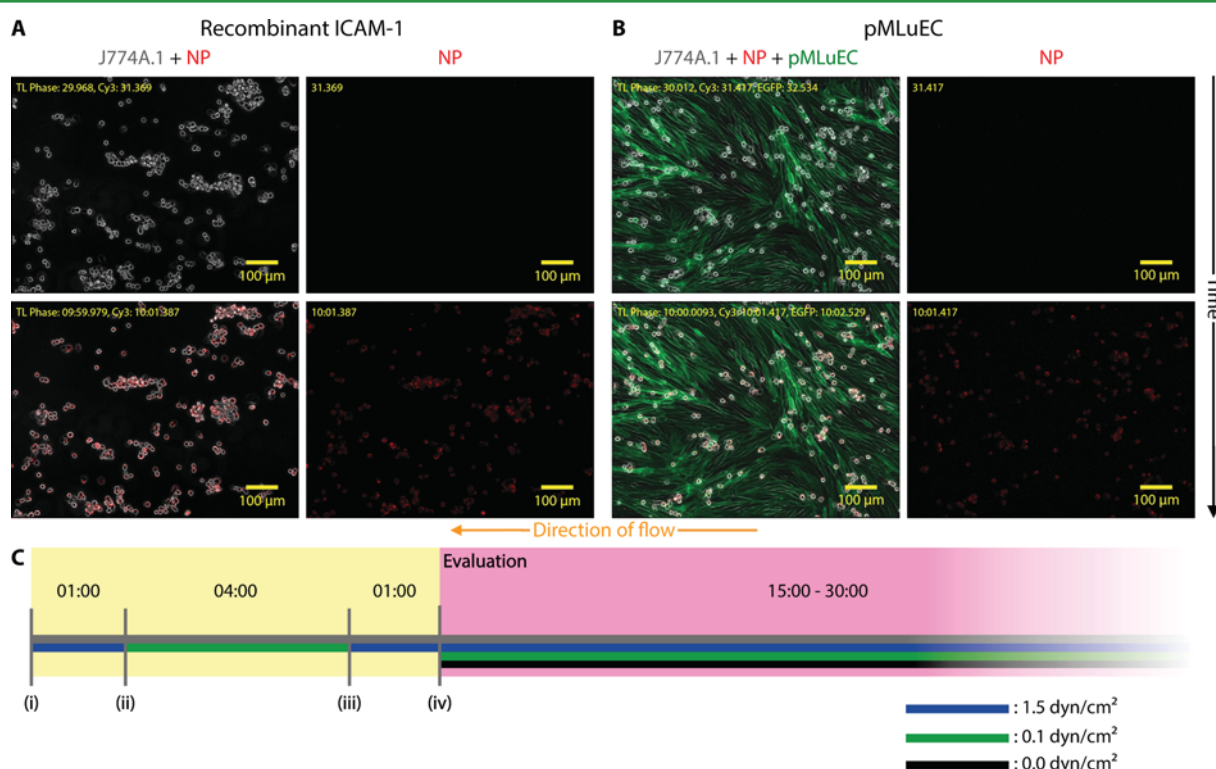 A
Recombinant ICAM-1
J774A.1 + NP
NP
B
pMLuEC
J774A.1 + NP + pMLuEC
NP
TL Phase: 29.968, Cy3: 31.369
100 µm
31.369
100 µm
TL Phase: 30.012, Cy3: 31.417, EGFP: 32.534
100 µm
31.417
100 µm
TL Phase: 09:59.979, Cy3: 10:01.387
100 µm
10:01.387
100 µm
TL Phase: 10:00.0093, Cy3: 10:01.417, EGFP: 10:02.529
100 µm
10:01.417
100 µm
Time
Direction of flow
C
01:00
04:00
01:00
Evaluation
15:00 - 30:00
(i)
(ii)
(iii)
(iv)
: 1.5 dyn/cm²
: 0.1 dyn/cm²
: 0.0 dyn/cm²